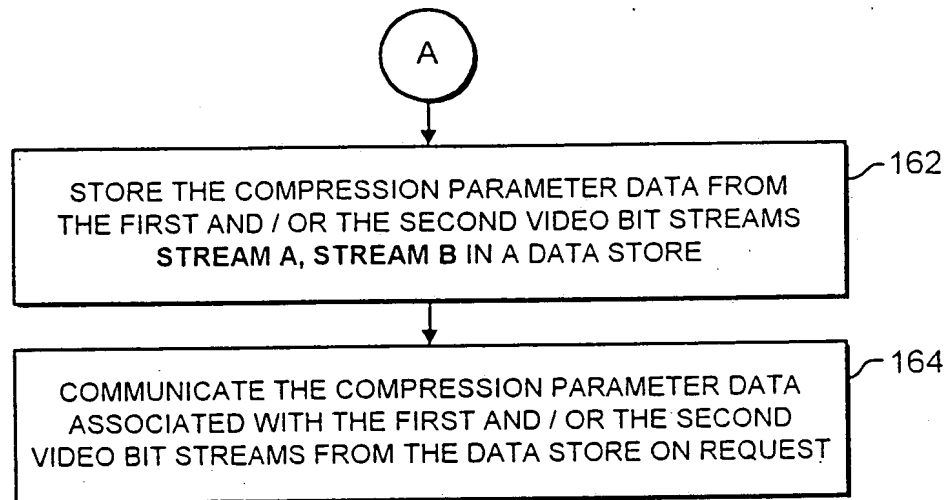 A
162
STORE THE COMPRESSION PARAMETER DATA FROM
THE FIRST AND / OR THE SECOND VIDEO BIT STREAMS
STREAM A, STREAM B IN A DATA STORE
164
COMMUNICATE THE COMPRESSION PARAMETER DATA
ASSOCIATED WITH THE FIRST AND / OR THE SECOND
VIDEO BIT STREAMS FROM THE DATA STORE ON REQUEST